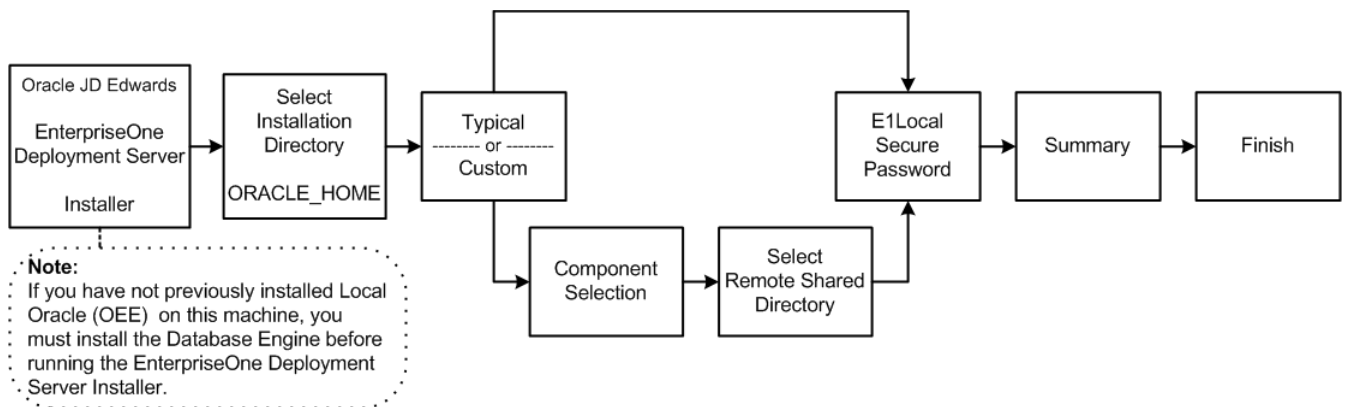 Oracle JD Edwards
EnterpriseOne
Deployment Server
Installer
Select
Installation
Directory
ORACLE_HOME
Typical
--------- or ---------
Custom
Component
Selection
Select
Remote Shared
Directory
E1Local
Secure
Password
Summary
Finish
Note:
If you have not previously installed Local
Oracle (OEE) on this machine, you
must install the Database Engine before
running the EnterpriseOne Deployment
Server Installer.